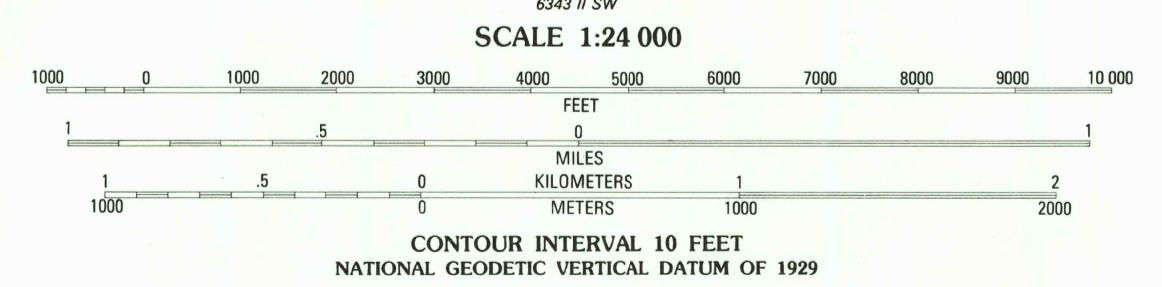 6343 II SW
SCALE 1:24 000
1000 0 1000 2000 3000 4000 5000 6000 7000 8000 9000 10 000
FEET
1 .5 0 1
MILES
1 .5 0 KILOMETERS 1 2
1000 0 METERS 1000 2000
CONTOUR INTERVAL 10 FEET
NATIONAL GEODETIC VERTICAL DATUM OF 1929